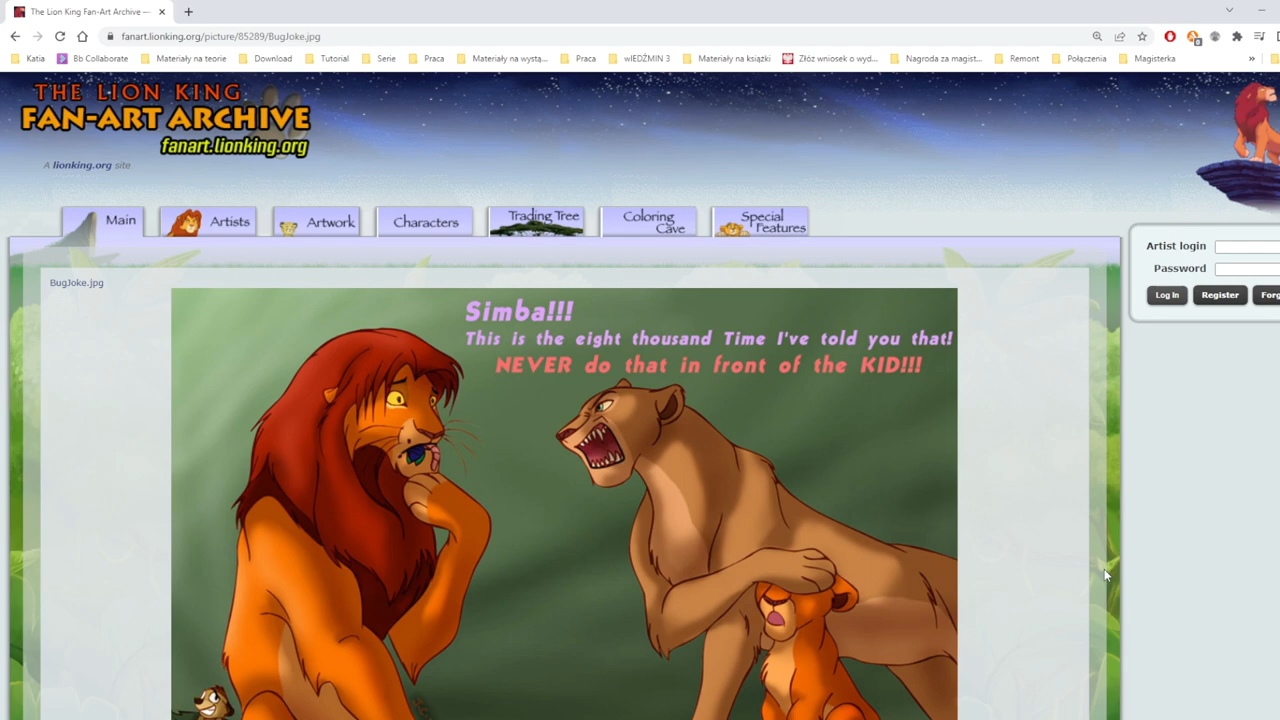 The Lion King Fan-Art Archive —
fanart.lionking.org/picture/85289/BugJoke.jpg
Katia
Bb Collaborate
Materiały na teorie
Download
Tutorial
Serie
Praca
Materiały na wystą...
Praca
wIEDŹMIN 3
Materiały na książki
Złóż wniosek o wyd...
Nagroda za magist...
Remont
Połączenia
Magisterka
»
THE LION KING
FAN-ART ARCHIVE
fanart.lionking.org
A lionking.org site
Main
Artists
Artwork
Characters
Trading Tree
Coloring Cave
Special Features
Artist login
Password
Log In
Register
Forg
BugJoke.jpg
Simba!!!
This is the eight thousand Time I've told you that!
NEVER do that in front of the KID!!!